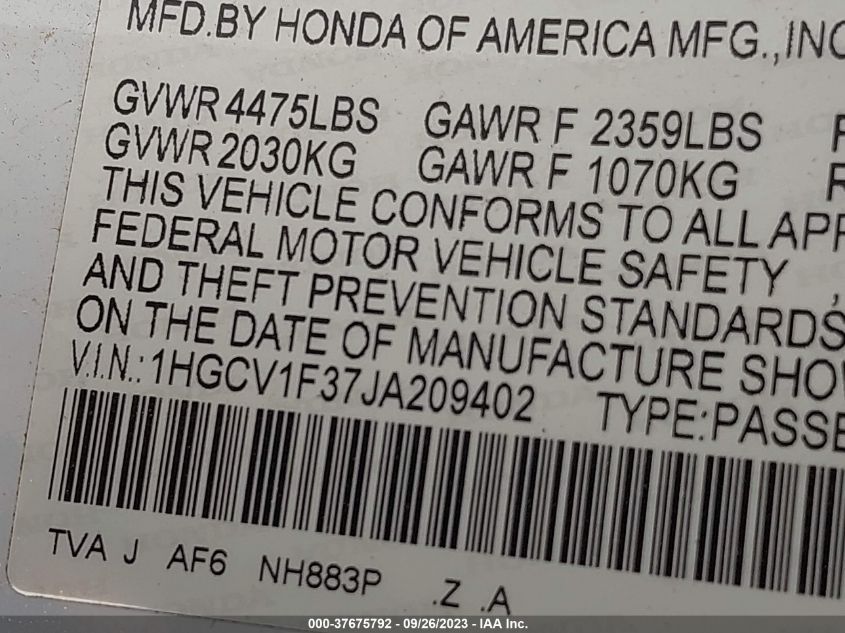 MFD.BY HONDA OF AMERICA MFG.,INC
GVWR 4475LBS GAWR F 2359LBS
GVWR 2030KG GAWR F 1070KG
THIS VEHICLE CONFORMS TO ALL APP
FEDERAL MOTOR VEHICLE SAFETY ,
AND THEFT PREVENTION STANDARDS
ON THE DATE OF MANUFACTURE SHO
V.I.N.: 1HGCV1F37JA209402 TYPE:PASSE
TVA J AF6 NH883P .Z .A
000-37675792 - 09/26/2023 - IAA Inc.